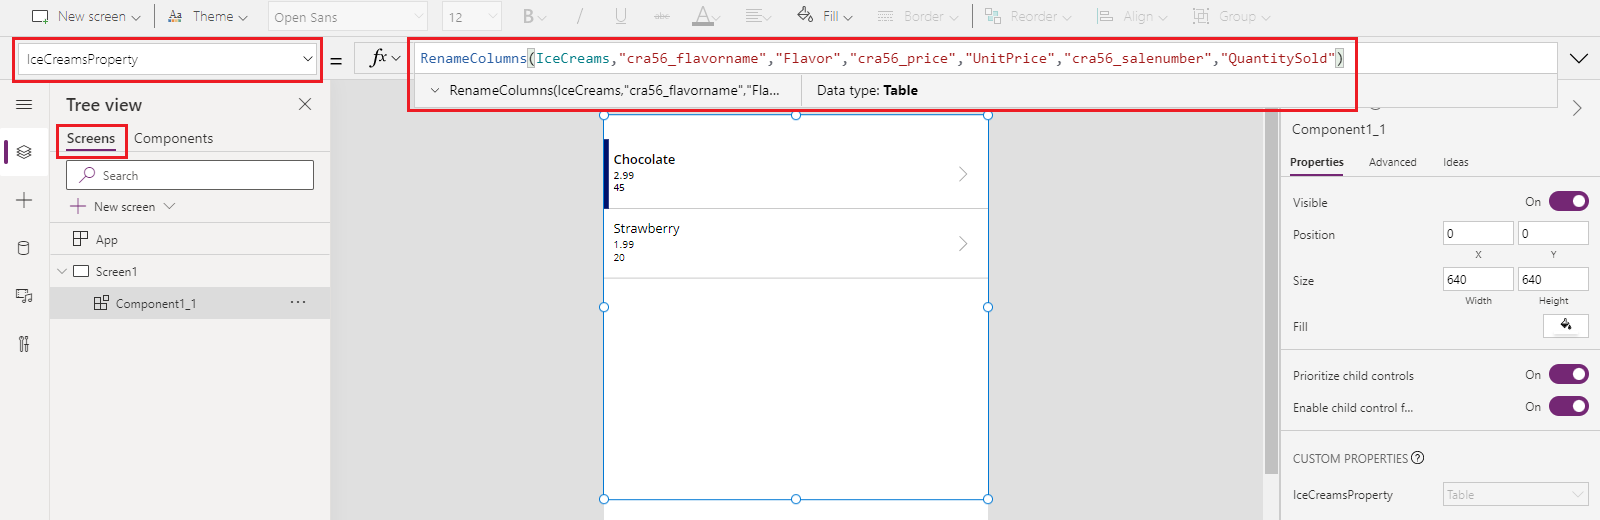 New screen
Theme
Open Sans
12
B
/
U
abc
A
Fill
Border
Reorder
Align
Group
IceCreamsProperty
=
fx
RenameColumns(IceCreams,"cra56_flavorname","Flavor","cra56_price","UnitPrice","cra56_salenumber","QuantitySold")
RenameColumns(IceCreams,"cra56_flavorname","Fla...
Data type: Table
Tree view
Screens
Components
Search
New screen
App
Screen1
Component1_1
...
Chocolate
2.99
45
Strawberry
1.99
20
Component1_1
Properties
Advanced
Ideas
Visible
On
Position
0
0
X
Y
Size
640
640
Width
Height
Fill
Prioritize child controls
On
Enable child control f...
On
CUSTOM PROPERTIES
IceCreamsProperty
Table